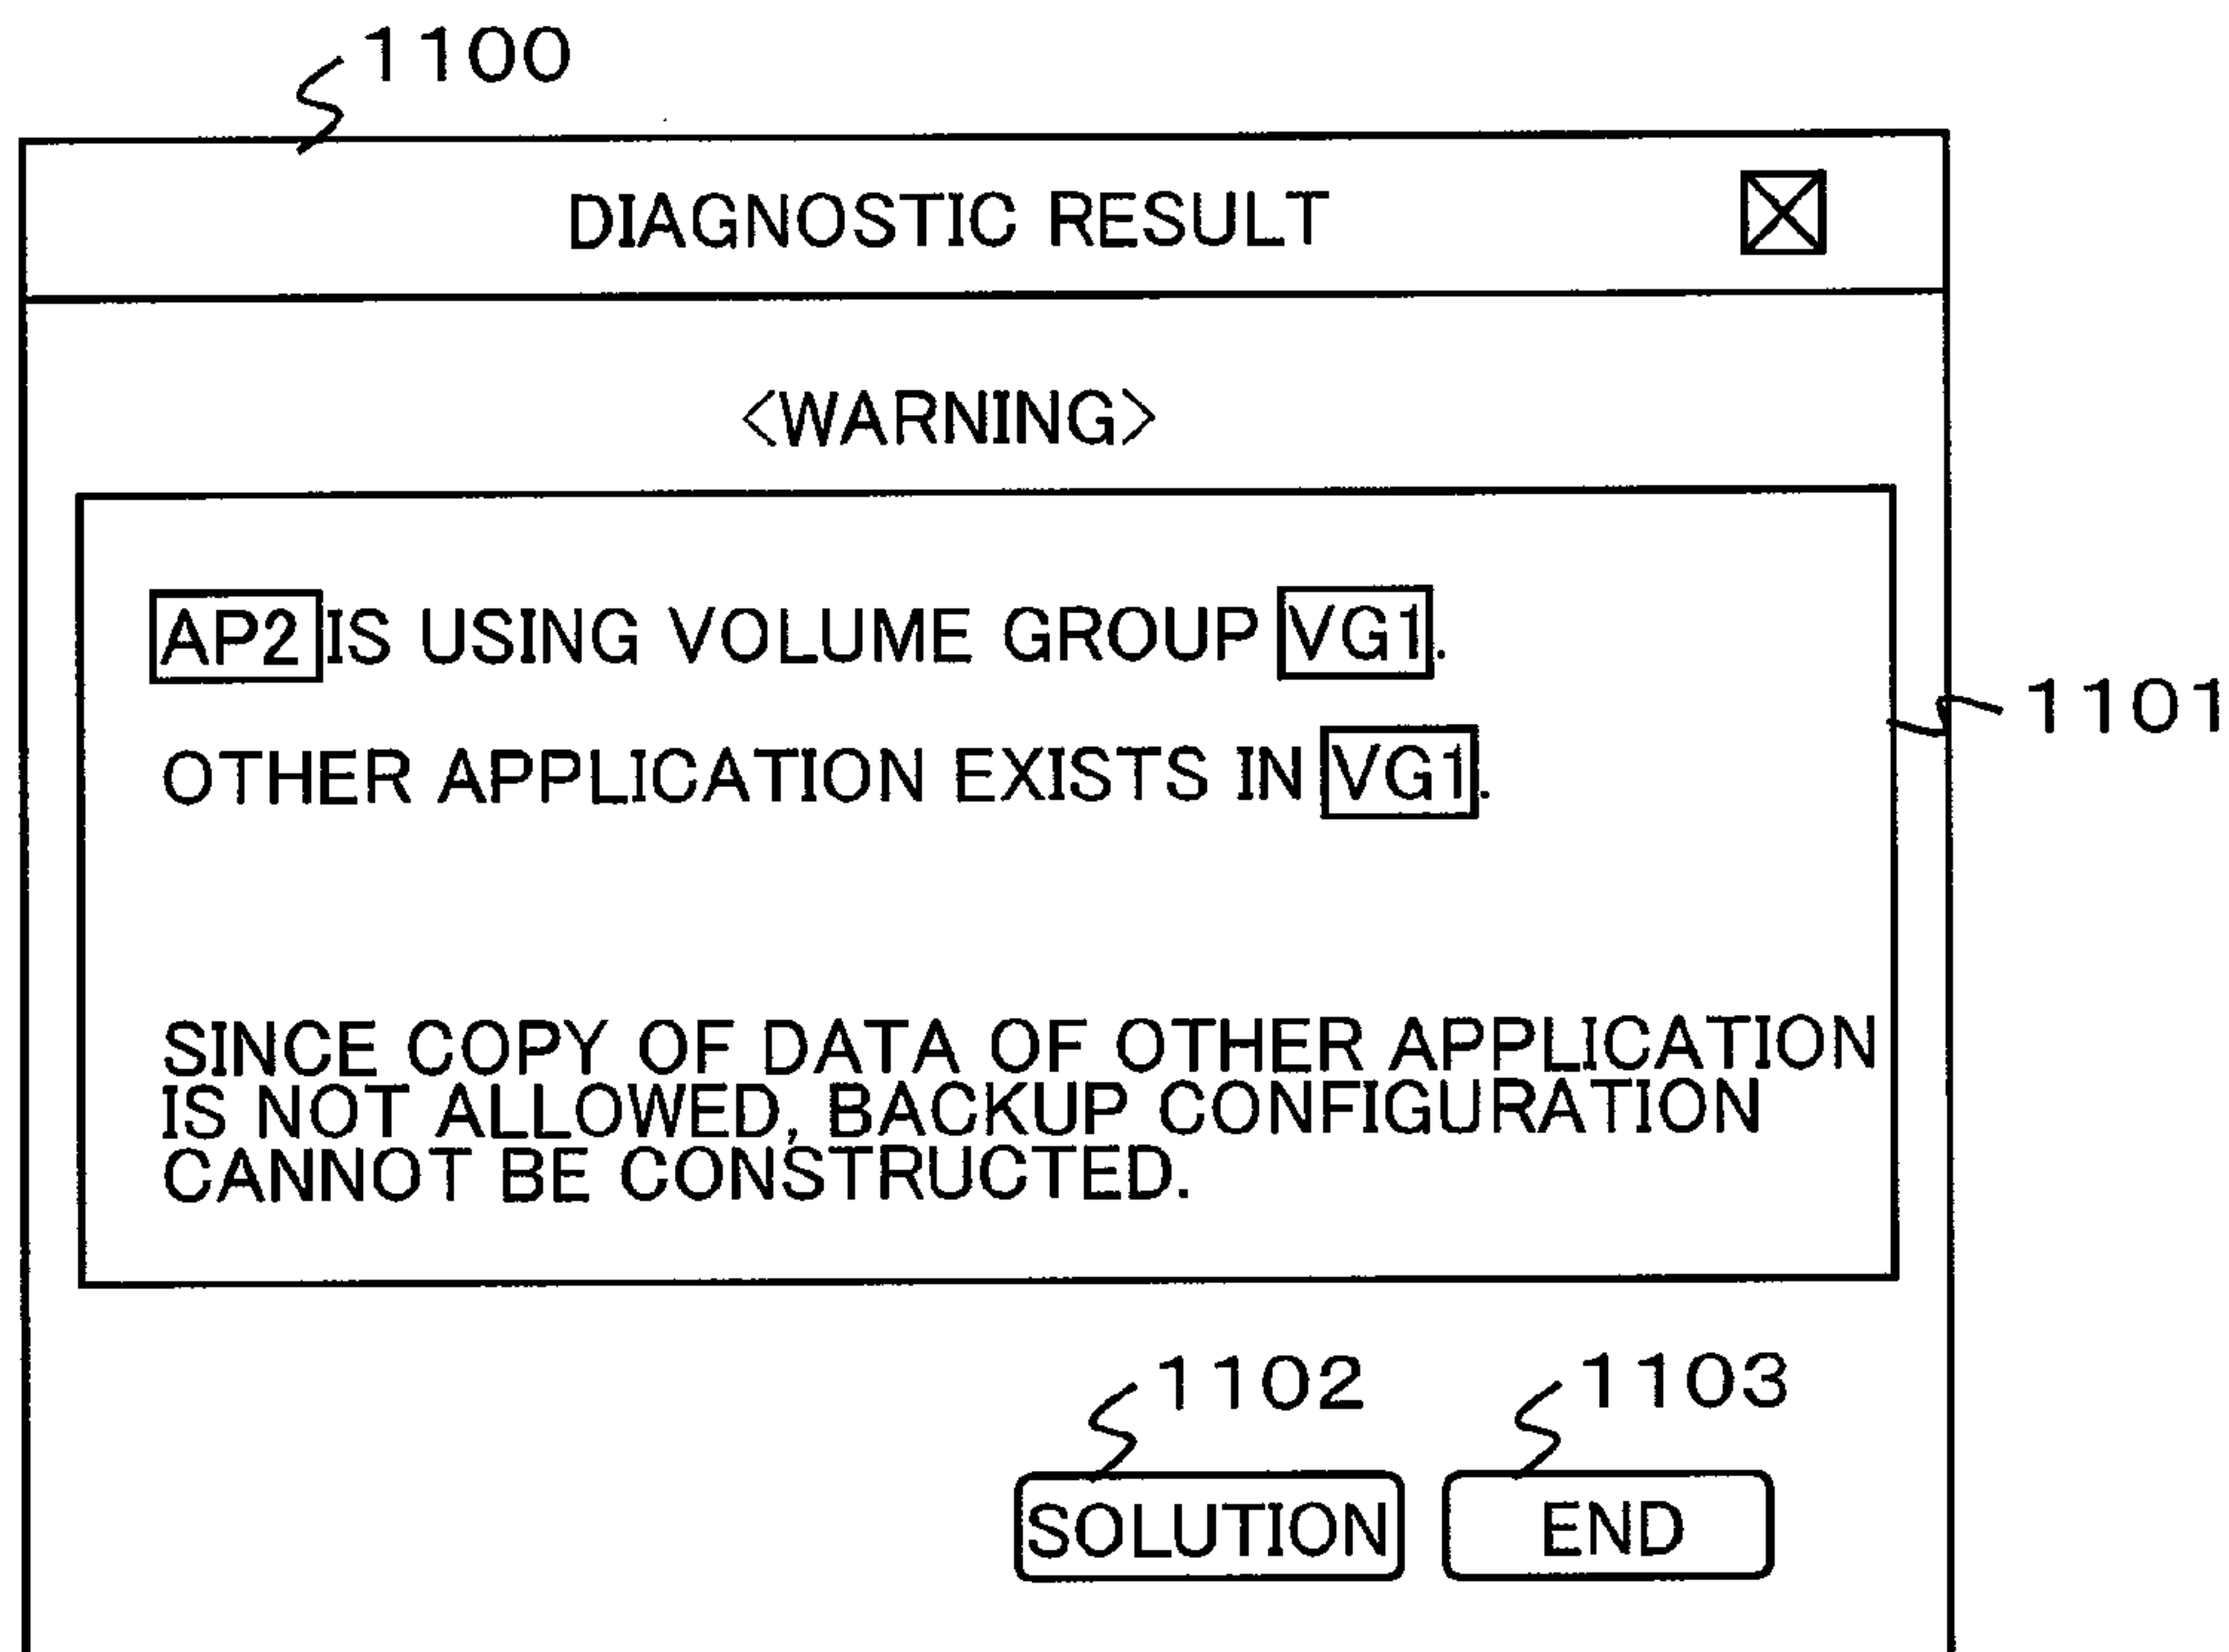 1100
DIAGNOSTIC RESULT
<WARNING>
AP2 IS USING VOLUME GROUP VG1.
1101
OTHER APPLICATION EXISTS IN VG1.
SINCE COPY OF DATA OF OTHER APPLICATION
IS NOT ALLOWED, BACKUP CONFIGURATION
CANNOT BE CONSTRUCTED.
1102 1103
SOLUTION END